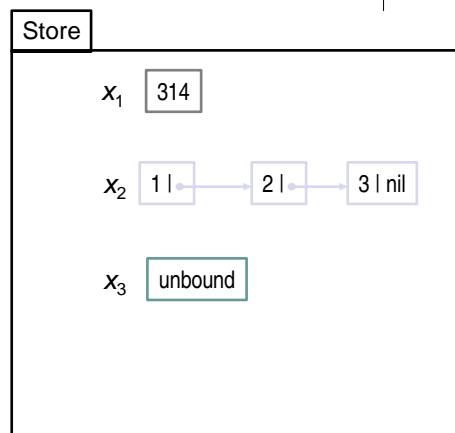 Store
x₁ 314
x₂ 1 | 2 | 3 | nil
x₃ unbound